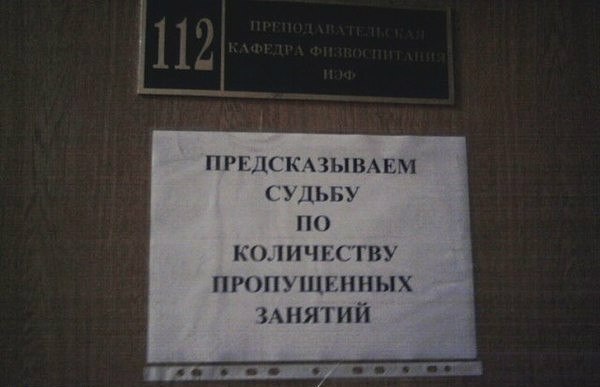 112
ПРЕПОДАВАТЕЛЬСКАЯ
КАФЕДРА ФИЗВОСПИТАНИЯ
ИЭФ
ПРЕДСКАЗЫВАЕМ
СУДЬБУ
ПО
КОЛИЧЕСТВУ
ПРОПУЩЕННЫХ
ЗАНЯТИЙ